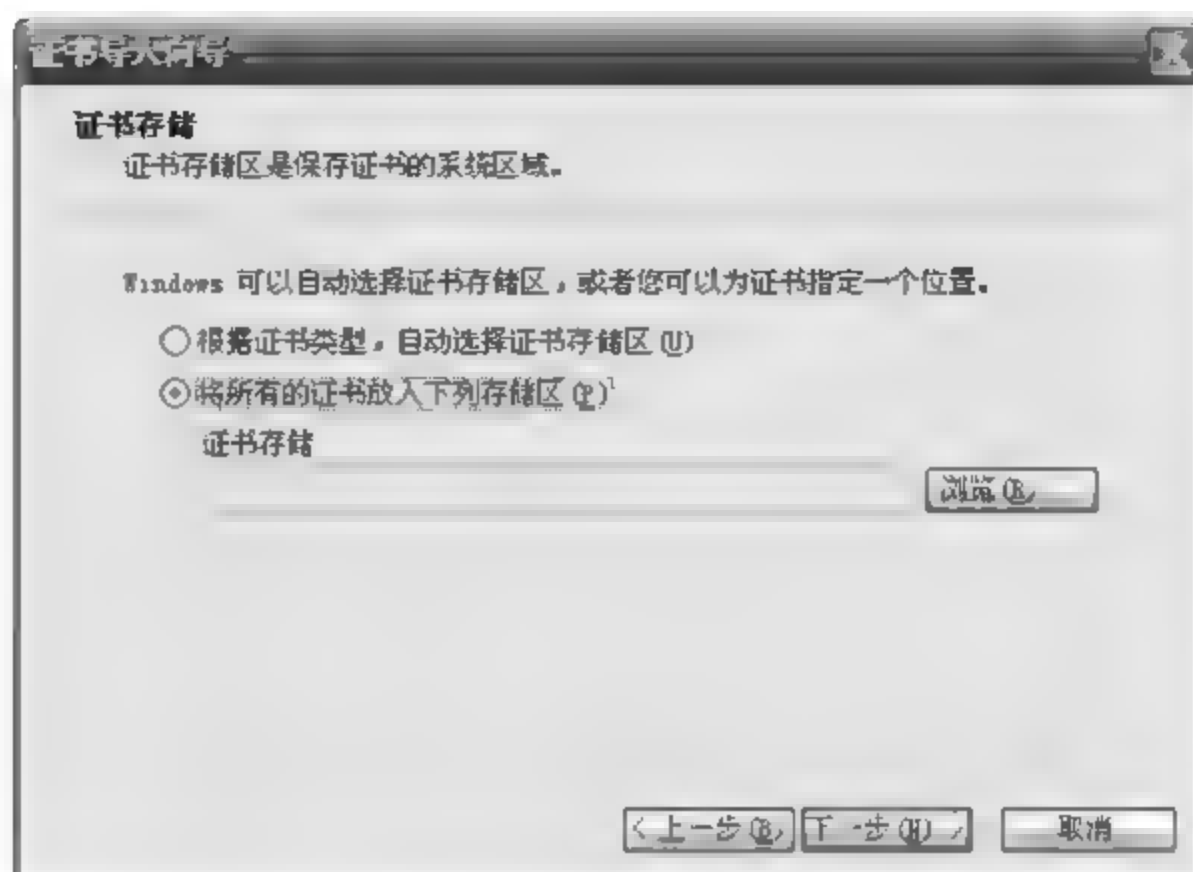 证书导入向导
证书存储
证书存储区是保存证书的系统区域。
Windows 可以自动选择证书存储区，或者您可以为证书指定一个位置。
根据证书类型，自动选择证书存储区(U)
将所有的证书放入下列存储区(P)
证书存储
浏览(R)
<上一步(B) 下一步(N)> 取消